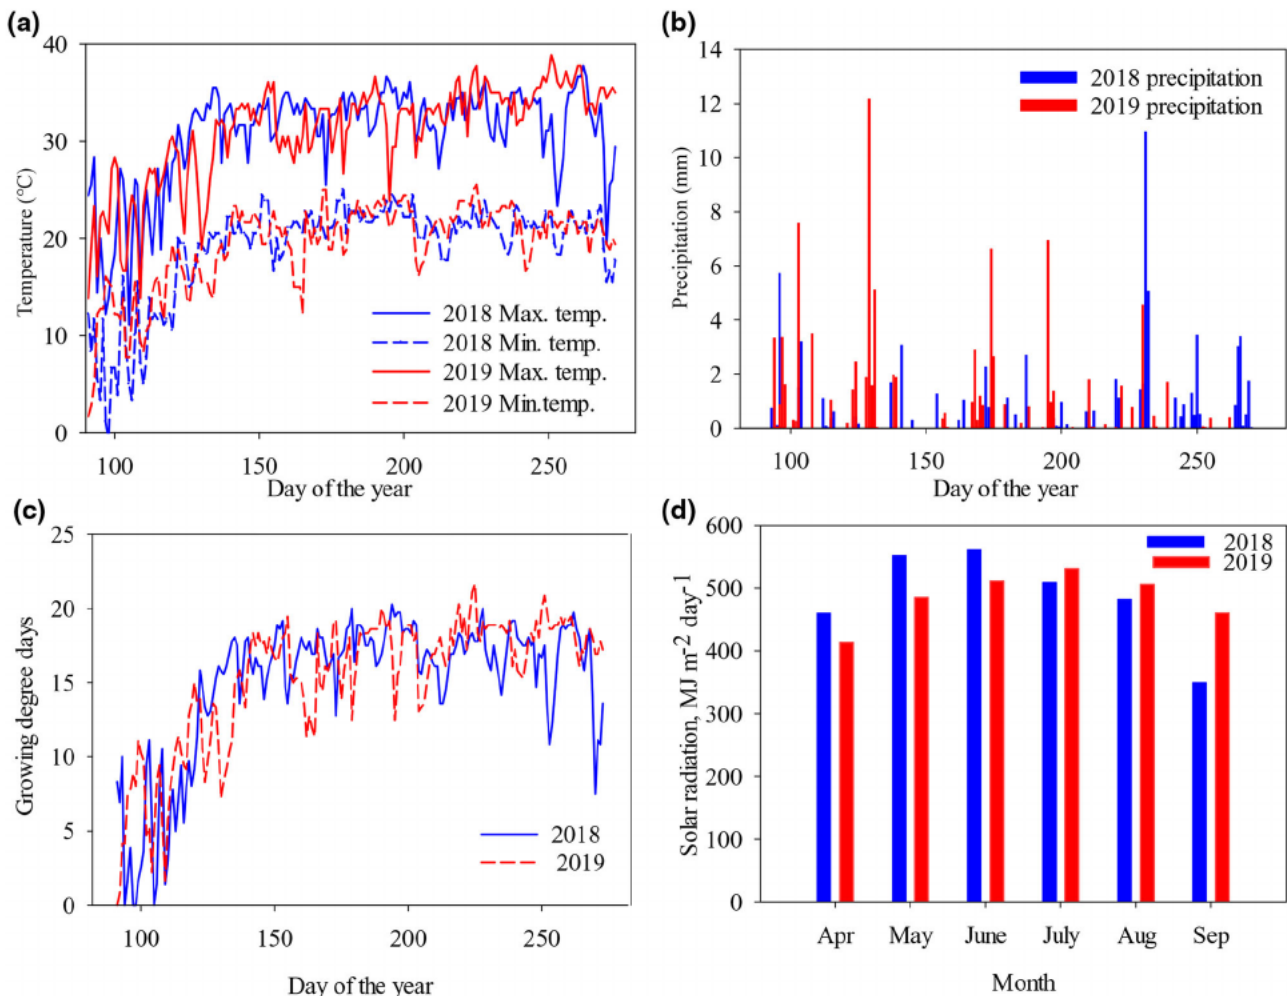 (a)
40
30
20
10
0
Temperature (°C)
2018 Max. temp.
2018 Min. temp.
2019 Max. temp.
2019 Min.temp.
100 150 200 250
Day of the year
(b)
14
12
10
8
6
4
2
0
Precipitation (mm)
2018 precipitation
2019 precipitation
100 150 200 250
Day of the year
(c)
25
20
15
10
5
0
Growing degree days
2018
2019
100 150 200 250
Day of the year
(d)
600
500
400
300
200
100
0
Solar radiation, MJ m-2 day-1
2018
2019
Apr May June July Aug Sep
Month